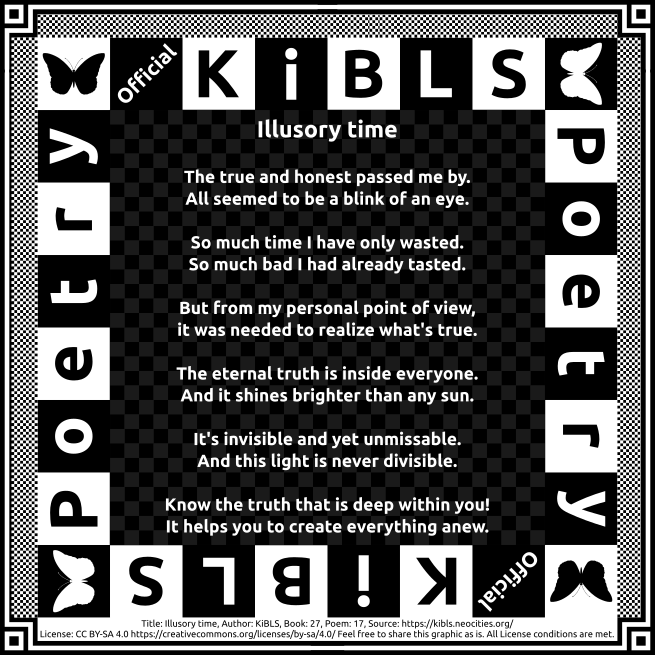 Official KiBLS
Poetry
Poetry
Illusory time
The true and honest passed me by.
All seemed to be a blink of an eye.
So much time I have only wasted.
So much bad I had already tasted.
But from my personal point of view,
it was needed to realize what's true.
The eternal truth is inside everyone.
And it shines brighter than any sun.
It's invisible and yet unmissable.
And this light is never divisible.
Know the truth that is deep within you!
It helps you to create everything anew.
Official KiBLS
Title: Illusory time, Author: KiBLS, Book: 27, Poem: 17, Source: https://kibls.neocities.org/
License: CC BY-SA 4.0 https://creativecommons.org/licenses/by-sa/4.0/ Feel free to share this graphic as is. All License conditions are met.